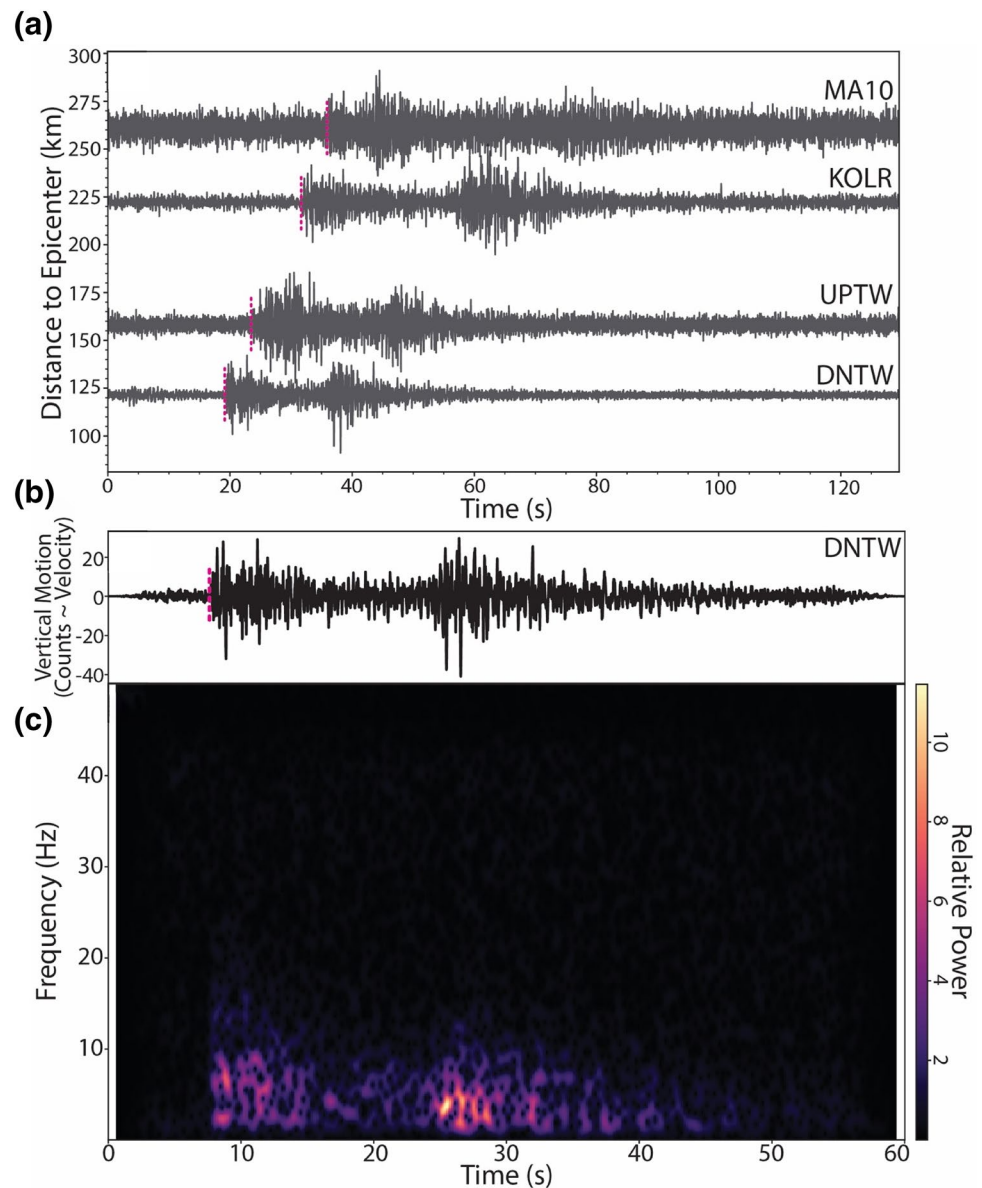 (a)
Distance to Epicenter (km)
300
275
250
225
200
175
150
125
100
MA10
KOLR
UPTW
DNTW
0 20 40 60 80 100 120
Time (s)
(b)
Vertical Motion
(Counts ~ Velocity)
20
0
-20
-40
DNTW
(c)
Frequency (Hz)
40
30
20
10
0 10 20 30 40 50 60
Time (s)
10
8
6
4
2
Relative Power